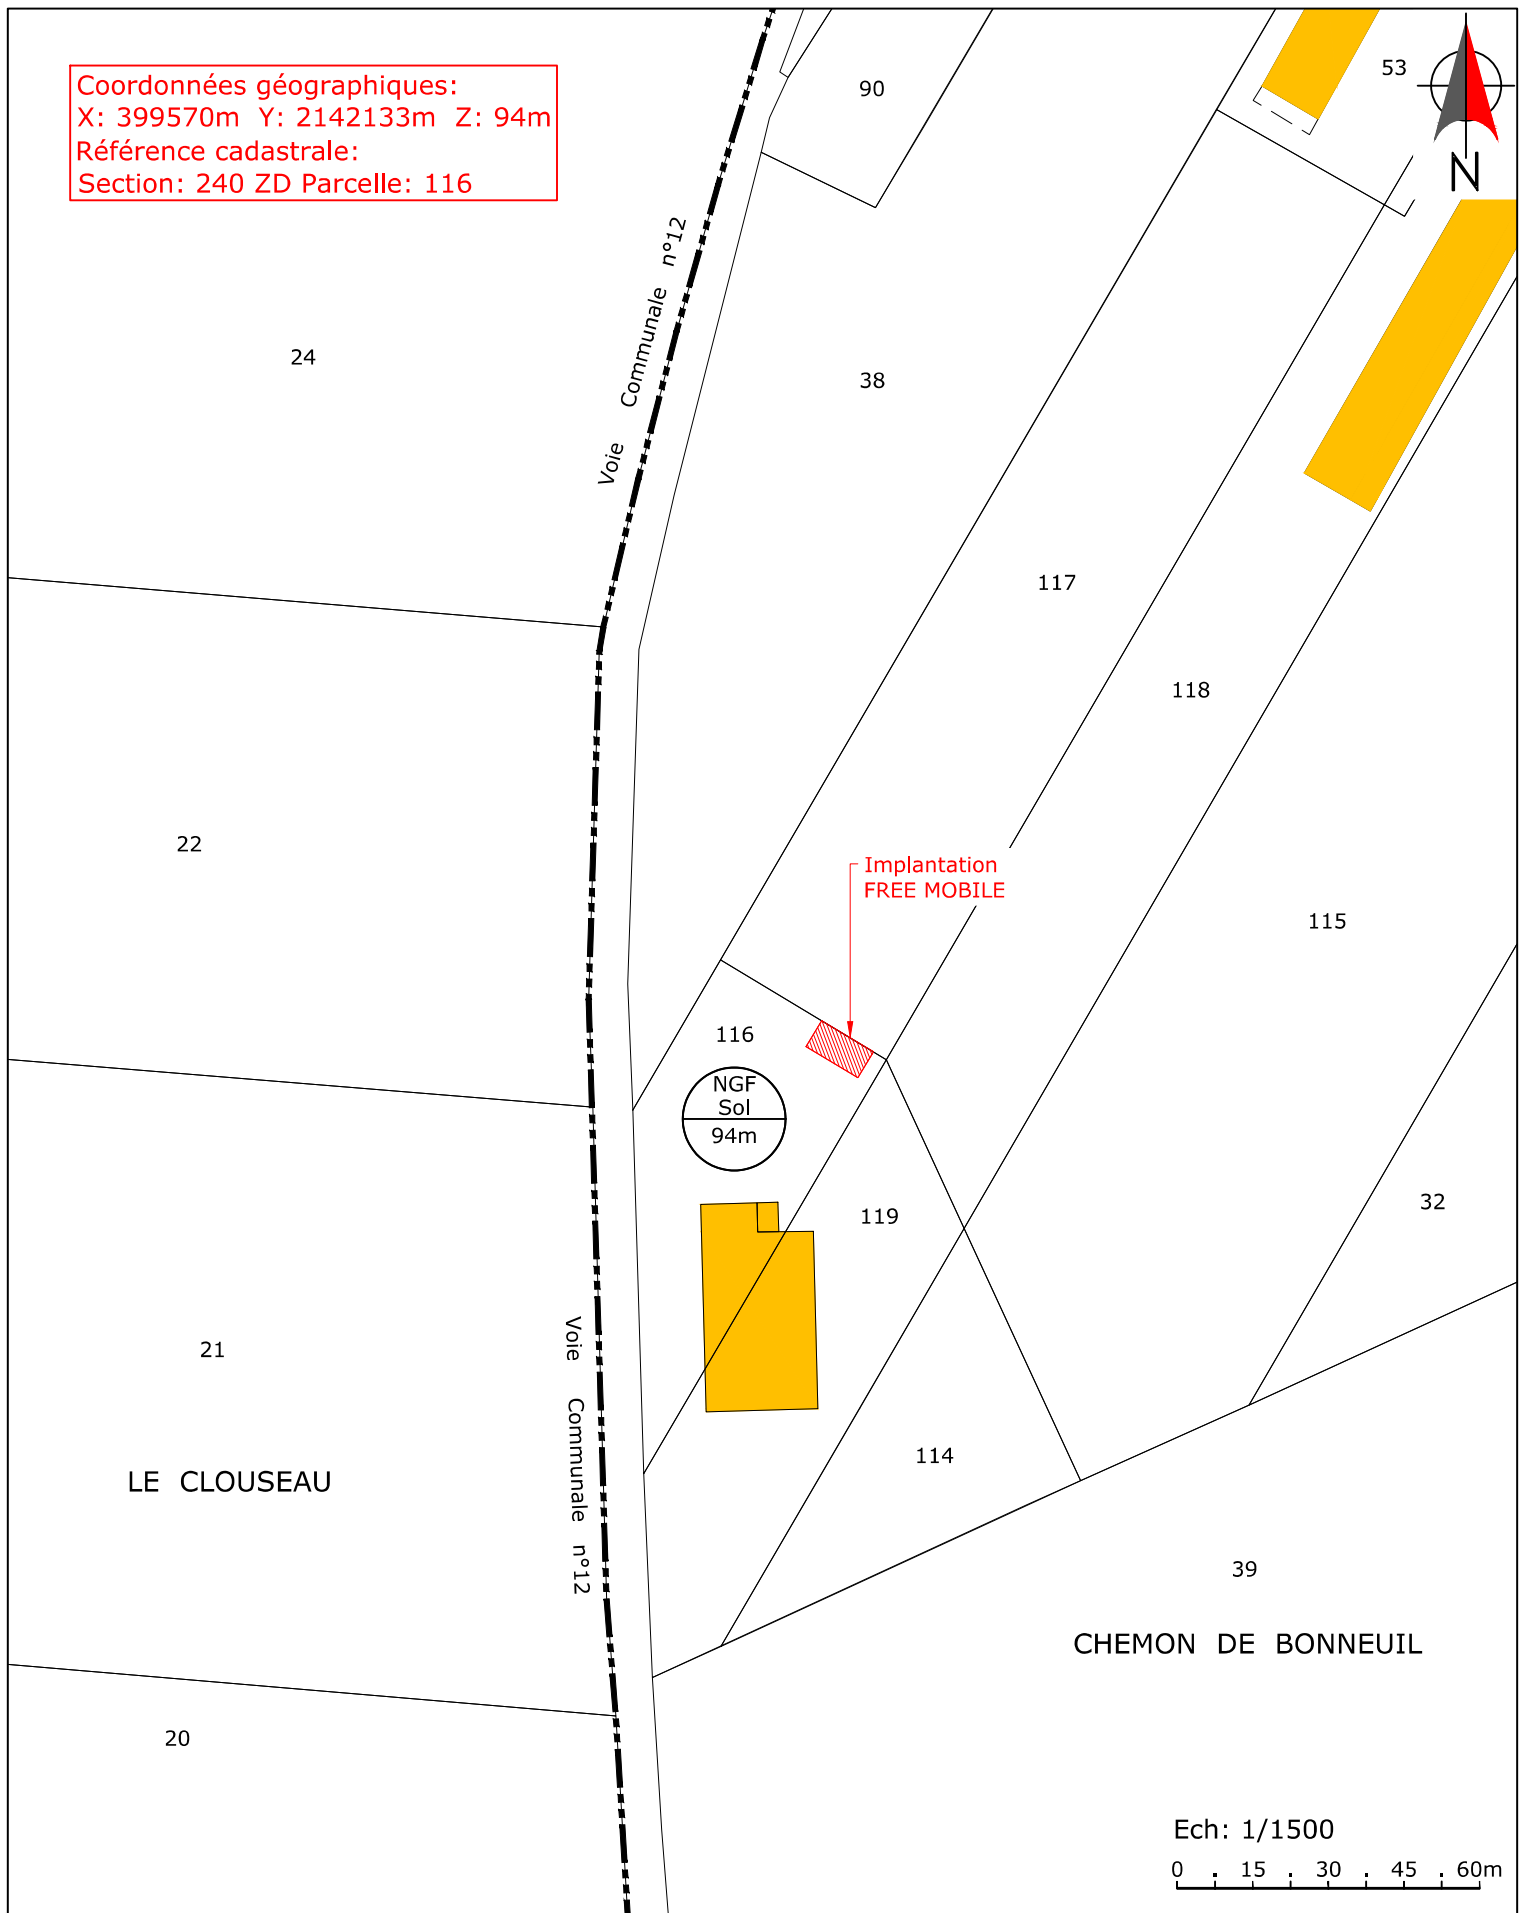 Coordonnées géographiques:
X: 399570m Y: 2142133m Z: 94m
Référence cadastrale:
Section: 240 ZD Parcelle: 116
90
53
N
Voie Communale n°12
24
38
117
118
22
Implantation
FREE MOBILE
115
116
NGF
Sol
94m
119
32
21
Voie Communale n°12
114
LE CLOUSEAU
39
CHEMON DE BONNEUIL
20
Ech: 1/1500
0 . 15 . 30 . 45 . 60m